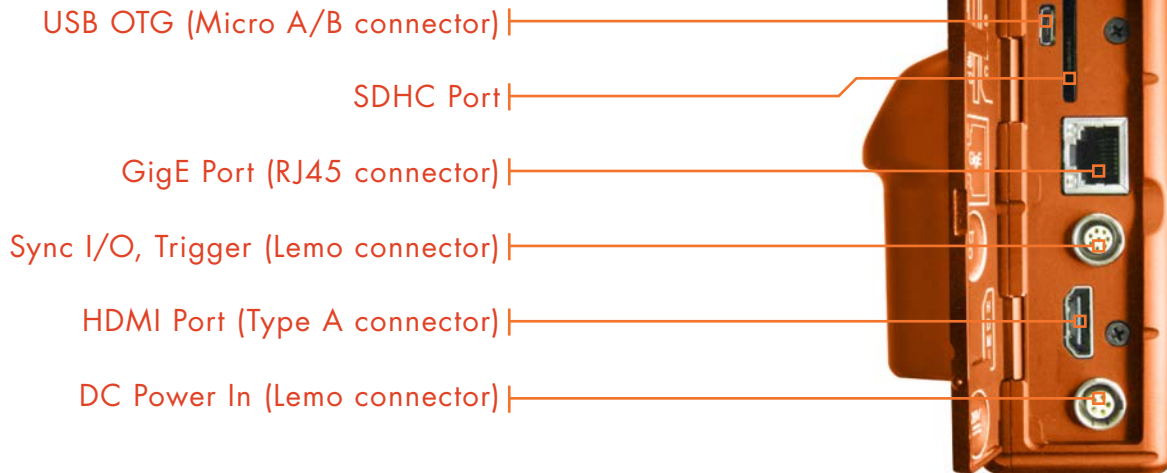 USB OTG (Micro A/B connector)
SDHC Port
GigE Port (RJ45 connector)
Sync I/O, Trigger (Lemo connector)
HDMI Port (Type A connector)
DC Power In (Lemo connector)
GigE